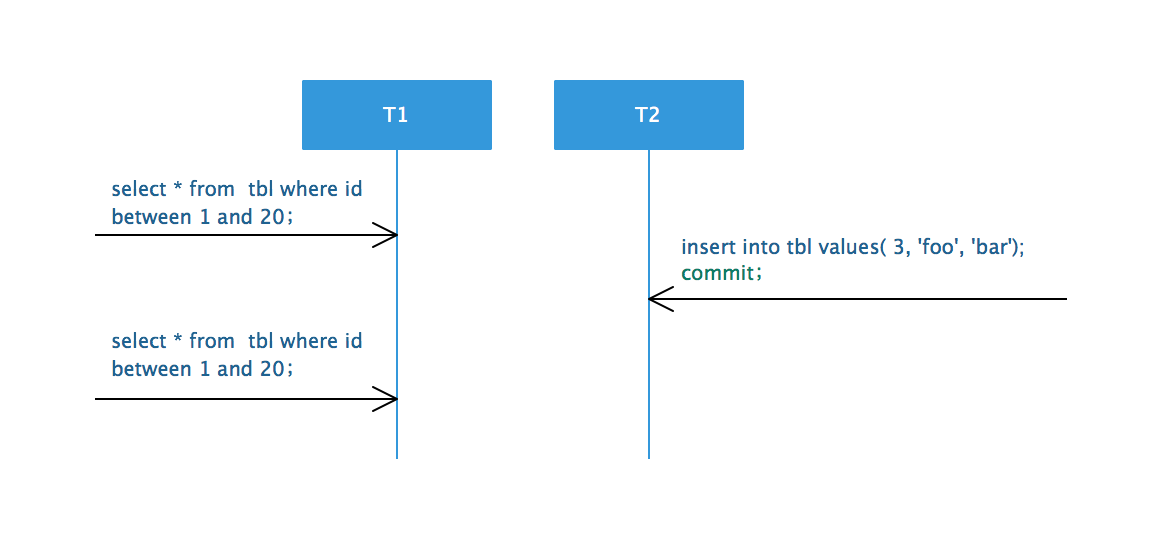 T1
T2
select * from  tbl where id
between 1 and 20；
insert into tbl values( 3, 'foo', 'bar');
commit；
select * from  tbl where id
between 1 and 20；